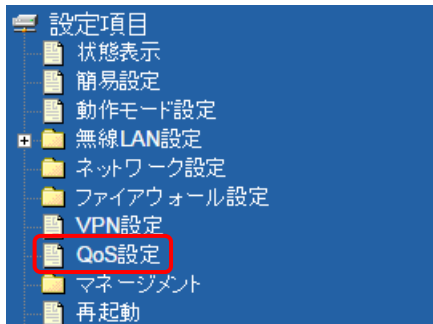 設定項目
状態表示
簡易設定
動作モード設定
無線LAN設定
ネットワーク設定
ファイアウォール設定
VPN設定
QoS設定
マネージメント
再起動